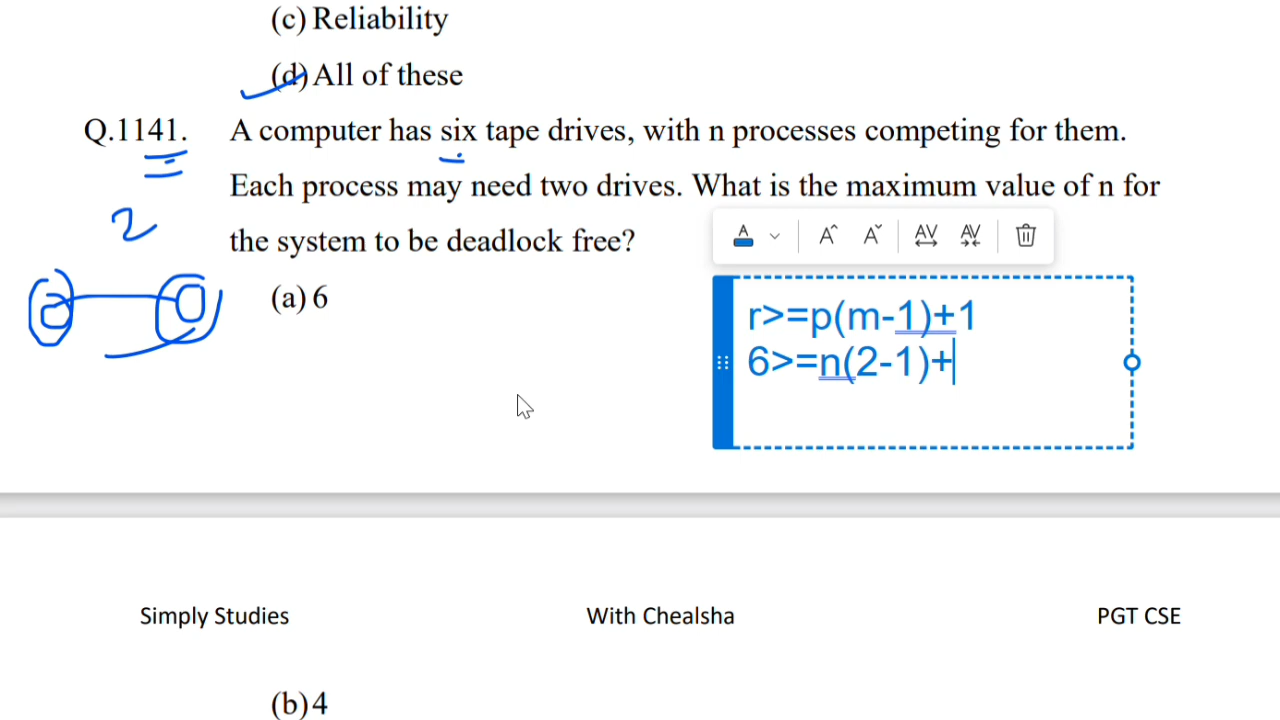 (c) Reliability
(d) All of these
Q.1141. A computer has six tape drives, with n processes competing for them.
Each process may need two drives. What is the maximum value of n for
2
the system to be deadlock free?
A A A AV AV
(a) 6
r>=p(m-1)+1
6>=n(2-1)+
Simply Studies With Chealsha PGT CSE
(b) 4